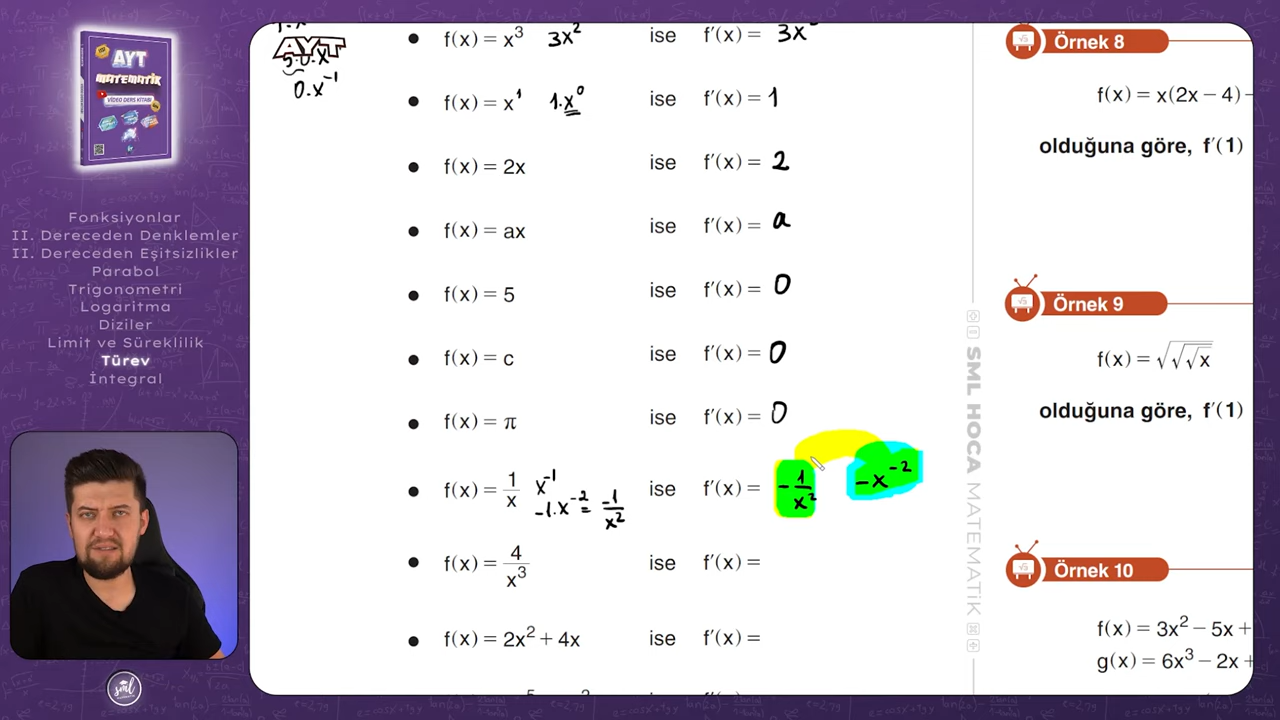 AYT
MATEMATİK
VİDEO DERS KİTABI
Fonksiyonlar
II. Dereceden Denklemler
II. Dereceden Eşitsizlikler
Parabol
Trigonometri
Logaritma
Diziler
Limit ve Süreklilik
Türev
İntegral
sml
AYT
0.x⁻¹
• f(x) = x³ 3x² ise f′(x) = 3x²
• f(x) = x¹ 1.x⁰ ise f′(x) = 1
• f(x) = 2x ise f′(x) = 2
• f(x) = ax ise f′(x) = a
• f(x) = 5 ise f′(x) = 0
• f(x) = c ise f′(x) = 0
• f(x) = π ise f′(x) = 0
• f(x) = 1/x x⁻¹ ise f′(x) = -1/x² -x⁻²
-1.x⁻² = -1/x²
• f(x) = 4/x³ ise f′(x) =
• f(x) = 2x² + 4x ise f′(x) =
SML HOCA MATEMATİK
Örnek 8
f(x) = x(2x − 4) −
olduğuna göre, f′(1)
Örnek 9
f(x) = √√√x
olduğuna göre, f′(1)
Örnek 10
f(x) = 3x² − 5x +
g(x) = 6x³ − 2x +